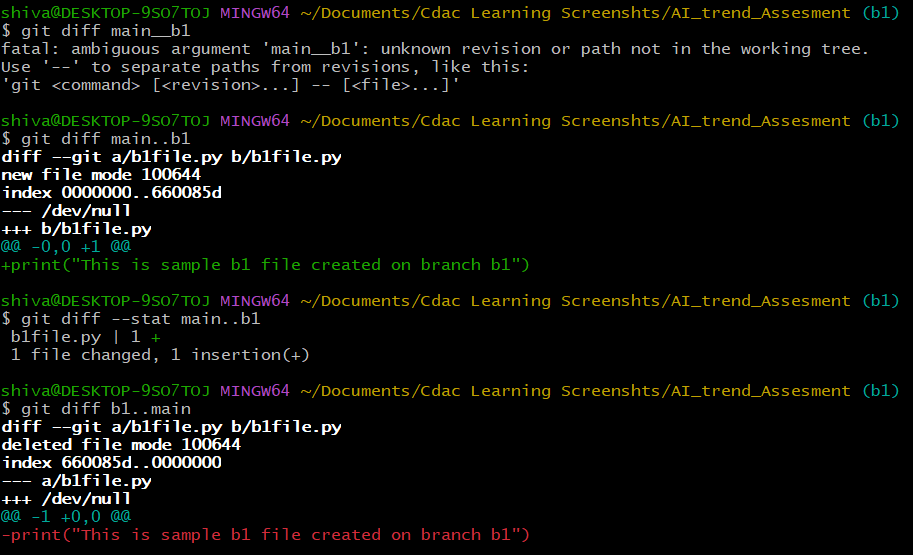 shiva@DESKTOP-9SO7TOJ MINGW64 ~/Documents/Cdac Learning Screenshts/AI_trend_Assesment (b1)
$ git diff main__b1
fatal: ambiguous argument 'main__b1': unknown revision or path not in the working tree.
Use '--' to separate paths from revisions, like this:
'git <command> [<revision>...] -- [<file>...]'

shiva@DESKTOP-9SO7TOJ MINGW64 ~/Documents/Cdac Learning Screenshts/AI_trend_Assesment (b1)
$ git diff main..b1
diff --git a/b1file.py b/b1file.py
new file mode 100644
index 0000000..660085d
--- /dev/null
+++ b/b1file.py
@@ -0,0 +1 @@
+print("This is sample b1 file created on branch b1")

shiva@DESKTOP-9SO7TOJ MINGW64 ~/Documents/Cdac Learning Screenshts/AI_trend_Assesment (b1)
$ git diff --stat main..b1
 b1file.py | 1 +
 1 file changed, 1 insertion(+)

shiva@DESKTOP-9SO7TOJ MINGW64 ~/Documents/Cdac Learning Screenshts/AI_trend_Assesment (b1)
$ git diff b1..main
diff --git a/b1file.py b/b1file.py
deleted file mode 100644
index 660085d..0000000
--- a/b1file.py
+++ /dev/null
@@ -1 +0,0 @@
-print("This is sample b1 file created on branch b1")